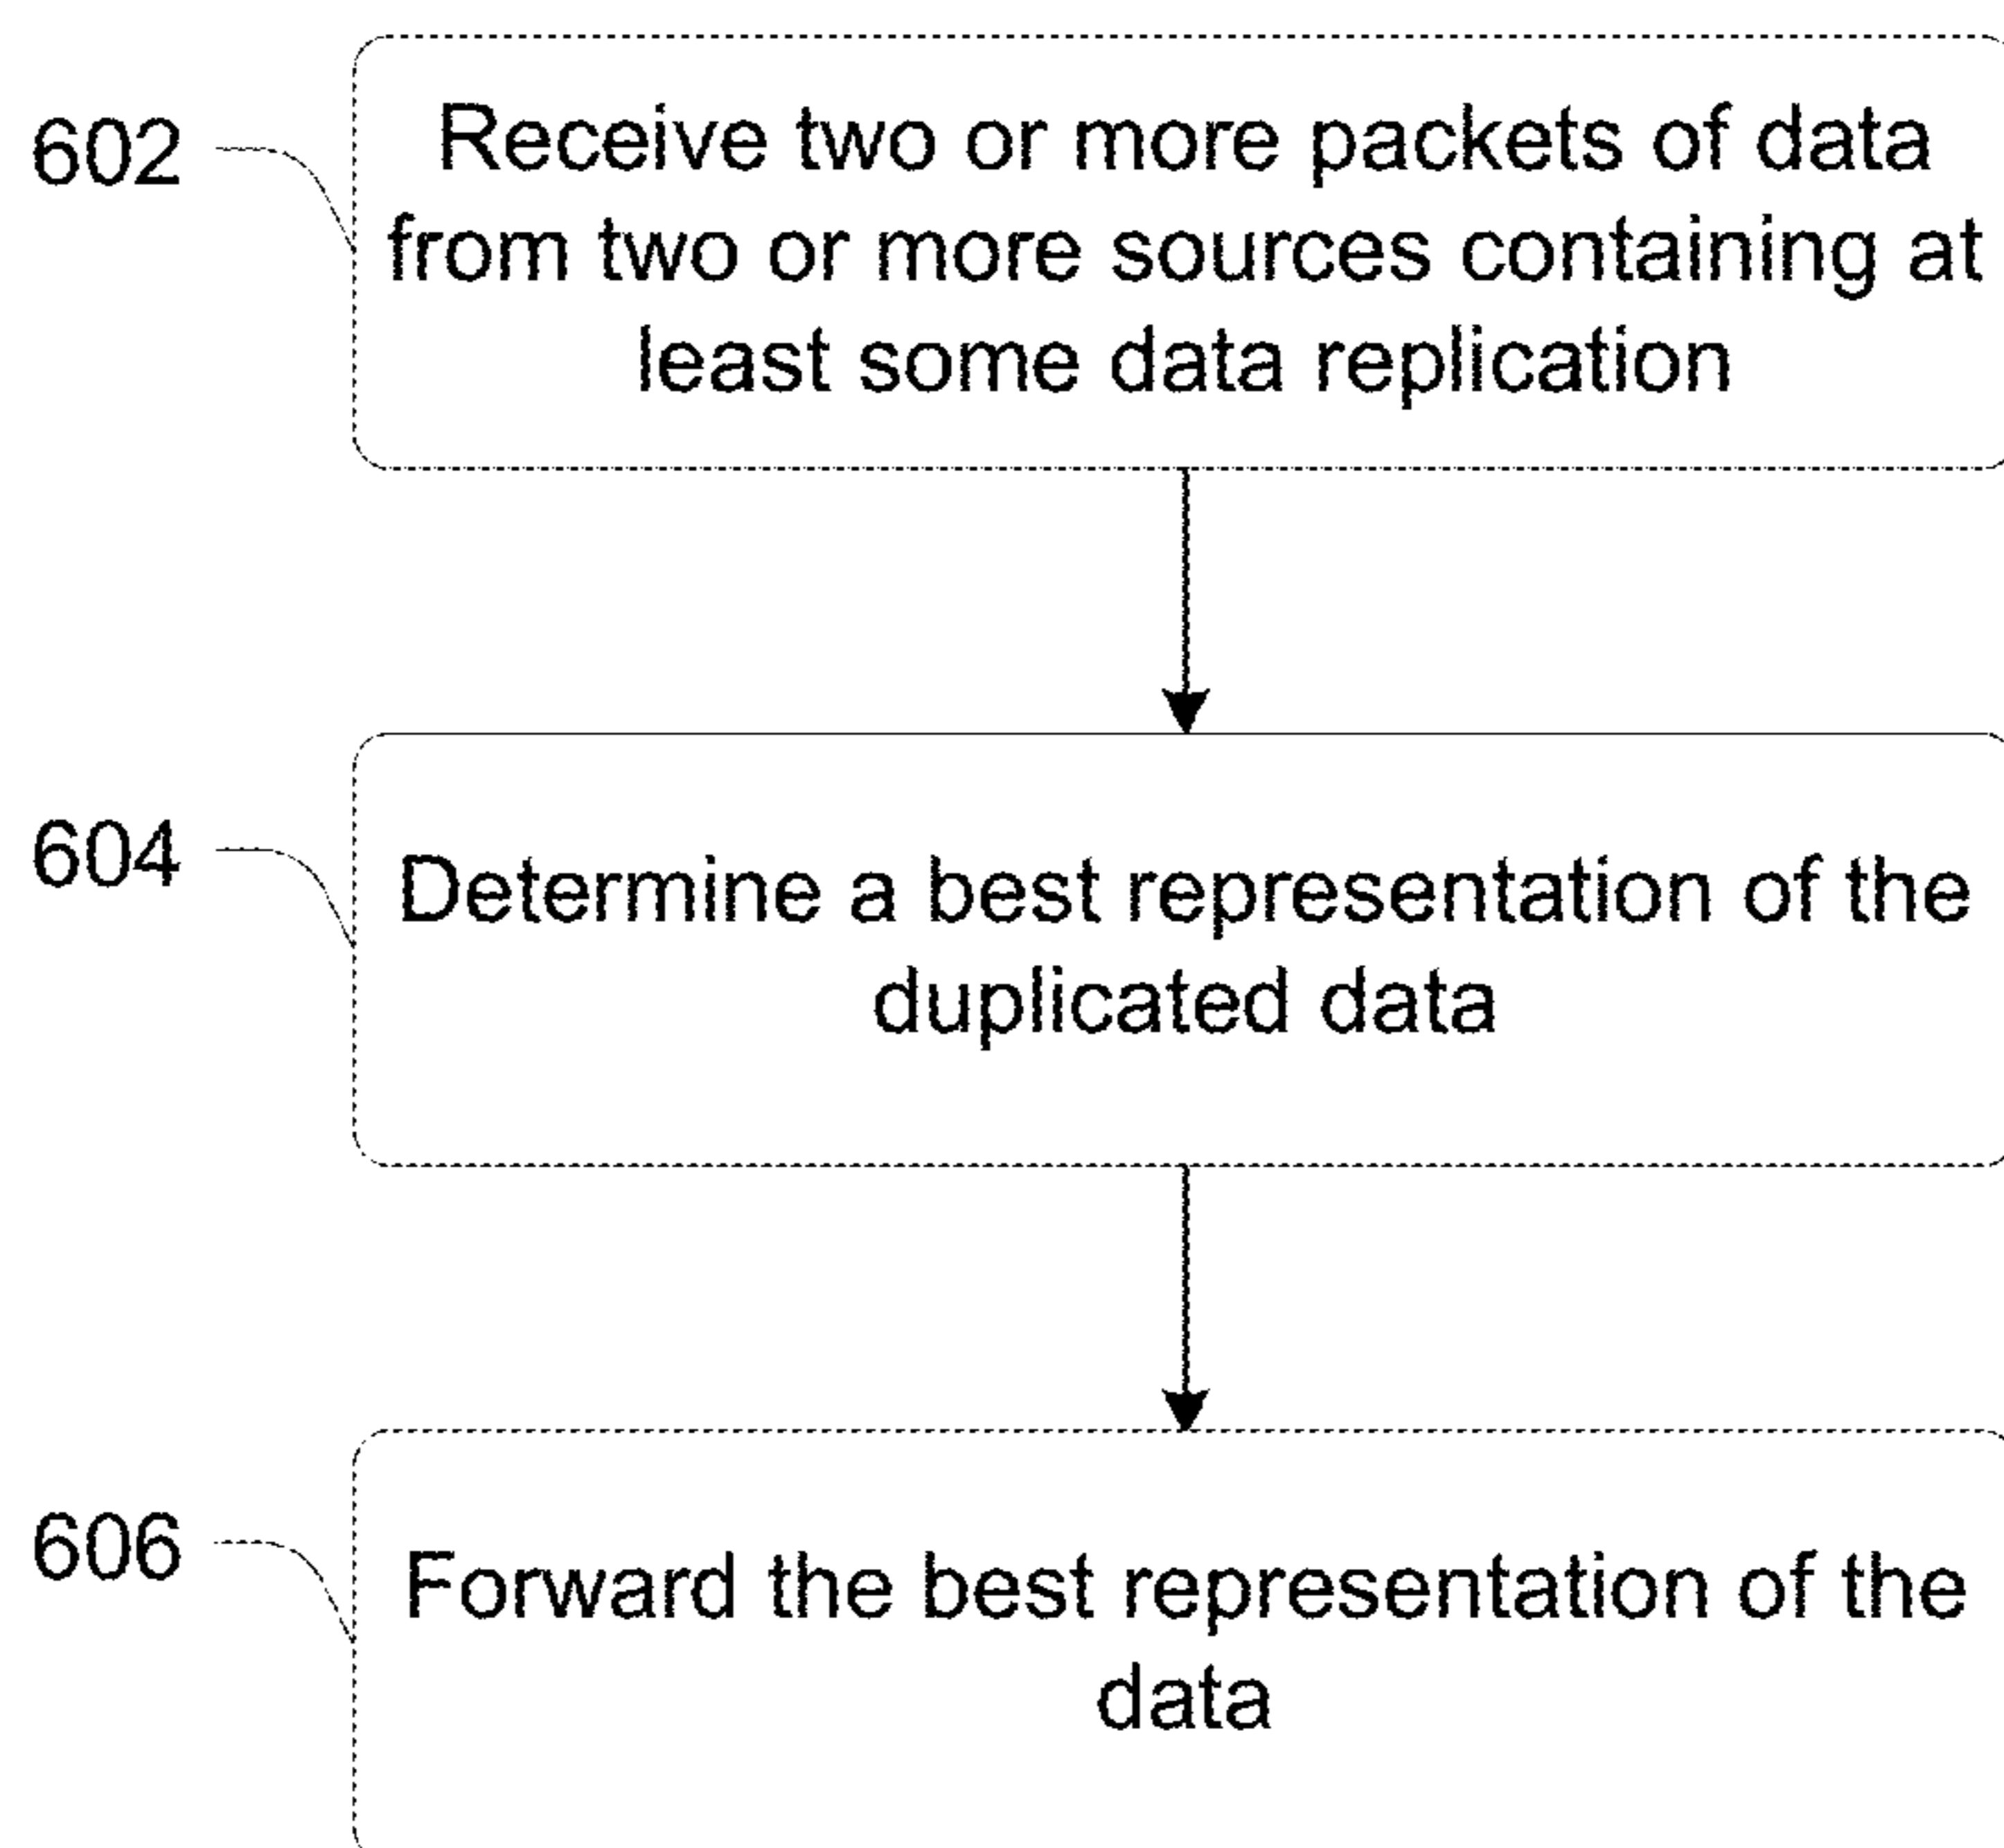 602
Receive two or more packets of data
from two or more sources containing at
least some data replication
604
Determine a best representation of the
duplicated data
606
Forward the best representation of the
data